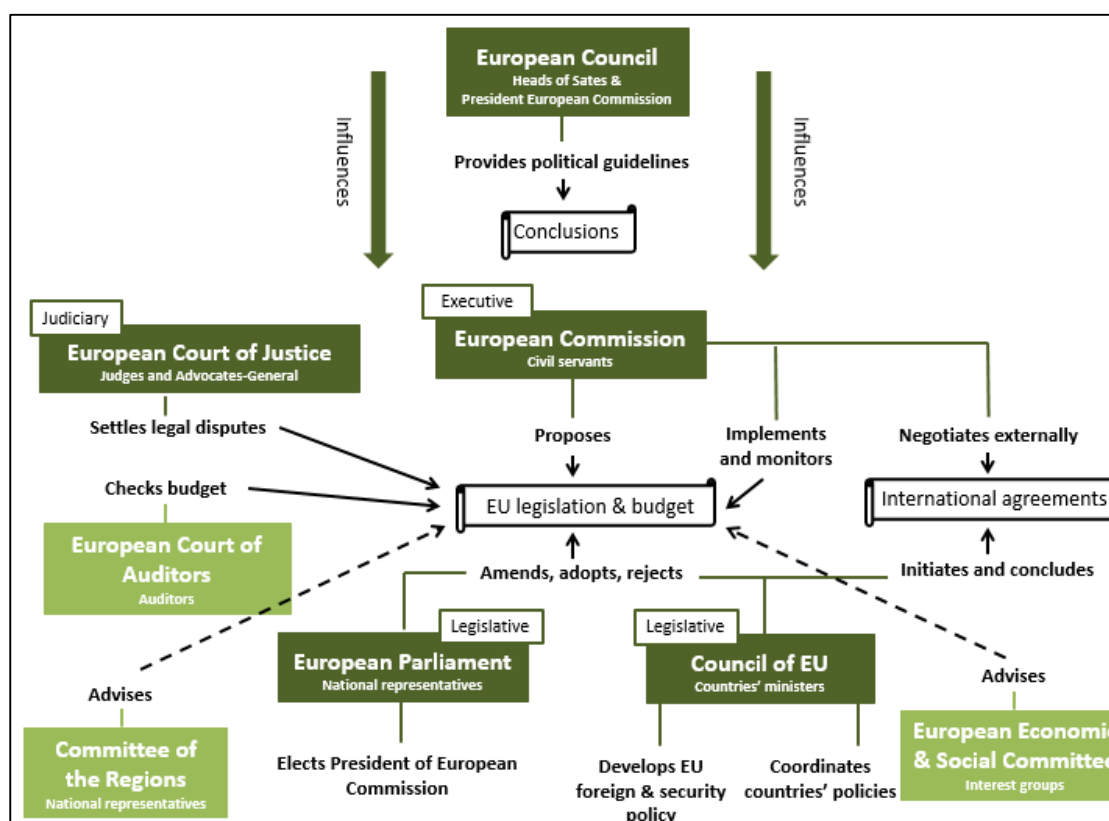 European Council
Heads of Sates &
President European Commission
Influences
Influences
Provides political guidelines
Conclusions
Judiciary
European Court of Justice
Judges and Advocates-General
Executive
European Commission
Civil servants
Settles legal disputes
Proposes
Implements
and monitors
Negotiates externally
Checks budget
EU legislation & budget
International agreements
European Court of
Auditors
Auditors
Amends, adopts, rejects
Initiates and concludes
Legislative
European Parliament
National representatives
Legislative
Council of EU
Countries' ministers
Advises
Advises
Committee of
the Regions
National representatives
Elects President of European
Commission
Develops EU
foreign & security
policy
Coordinates
countries' policies
European Economic
& Social Committee
Interest groups